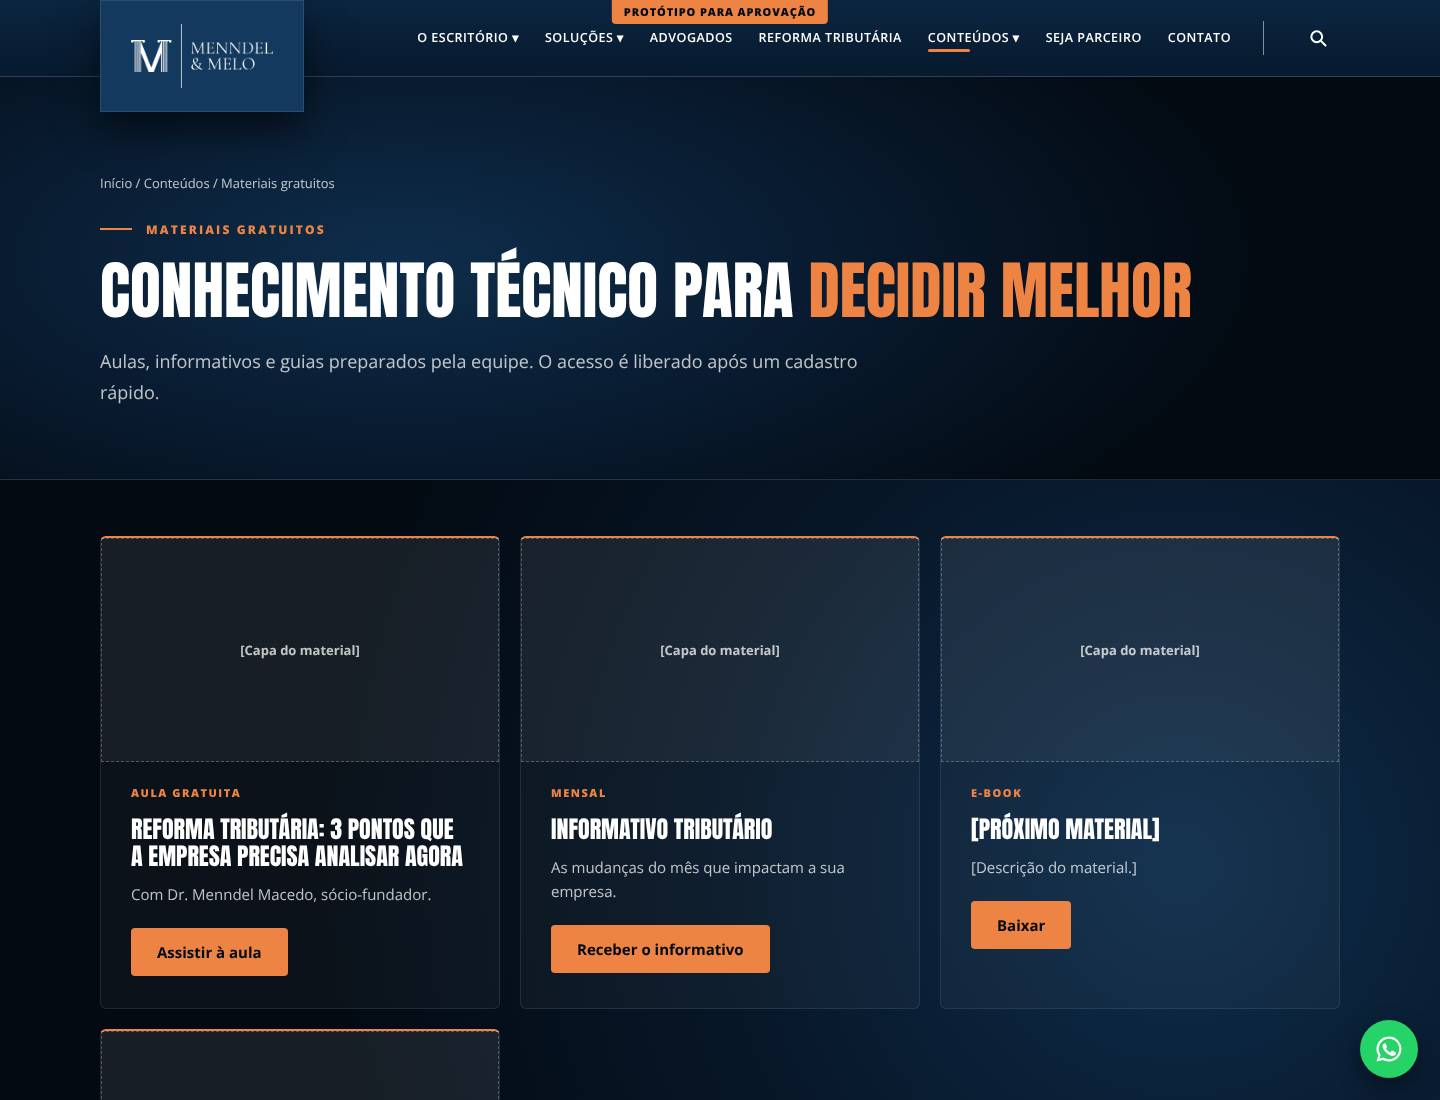 PROTÓTIPO PARA APROVAÇÃO
M MENNDEL
& MELO
O ESCRITÓRIO ▾ SOLUÇÕES ▾ ADVOGADOS REFORMA TRIBUTÁRIA CONTEÚDOS ▾ SEJA PARCEIRO CONTATO
Início / Conteúdos / Materiais gratuitos
MATERIAIS GRATUITOS
CONHECIMENTO TÉCNICO PARA DECIDIR MELHOR
Aulas, informativos e guias preparados pela equipe. O acesso é liberado após um cadastro
rápido.
[Capa do material]
AULA GRATUITA
REFORMA TRIBUTÁRIA: 3 PONTOS QUE
A EMPRESA PRECISA ANALISAR AGORA
Com Dr. Menndel Macedo, sócio-fundador.
Assistir à aula
[Capa do material]
MENSAL
INFORMATIVO TRIBUTÁRIO
As mudanças do mês que impactam a sua
empresa.
Receber o informativo
[Capa do material]
E-BOOK
[PRÓXIMO MATERIAL]
[Descrição do material.]
Baixar